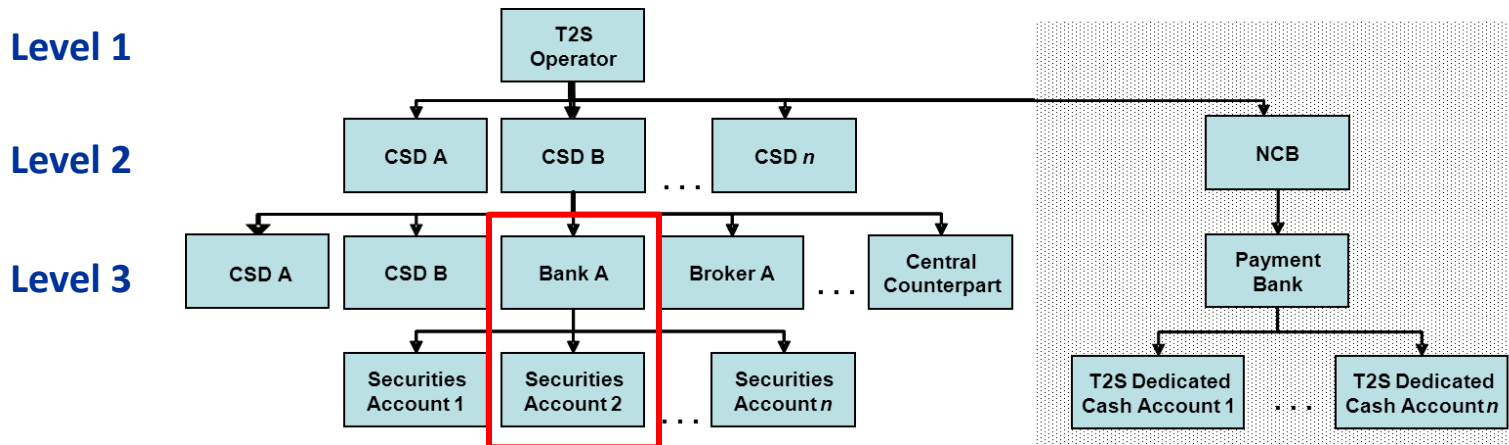 Level 1
T2S
Operator
Level 2
CSD A
CSD B
. . .
CSD n
NCB
Level 3
CSD A
CSD B
Bank A
Broker A
. . .
Central
Counterpart
Payment
Bank
Securities
Account 1
Securities
Account 2
. . .
Securities
Account n
T2S Dedicated
Cash Account 1
. . .
T2S Dedicated
Cash Account n